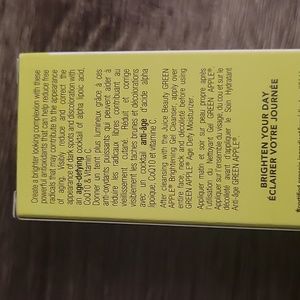 Create a brighter looking complexion with these
powerful antioxidants that can help reduce free
radicals that may contribute to the appearance
of aging. Visibly reduce and correct the
appearance of dark spots and discoloration with
an age-defying cocktail of alpha lipoic acid,
CoQ10 & Vitamin C.
Donner un teint plus lumineux grâce à ces
anti-oxydants puissants qui peuvent aider à
réduire les radicaux libres contribuant au
vieillissement cutané. Réduit et corrige
visiblement les taches brunes et décolorations
avec un cocktail anti-âge d'acide alpha
lipoïque, CoQ10 et vitamine C.
After cleansing with the Juice Beauty GREEN
APPLE® Brightening Gel Cleanser, apply over
entire face, neck and décolleté before using
GREEN APPLE® Age Defy Moisturizer.
Appliquer matin et soir sur peau propre après
l'utilisation du Nettoyant Gel GREEN APPLE®.
Appliquer sur l'ensemble du visage, du cou et sur le
décolleté avant d'appliquer le Soin Hydratant
Anti-âge GREEN APPLE®.
BRIGHTEN YOUR DAY
ÉCLAIRER VOTRE JOURNÉE